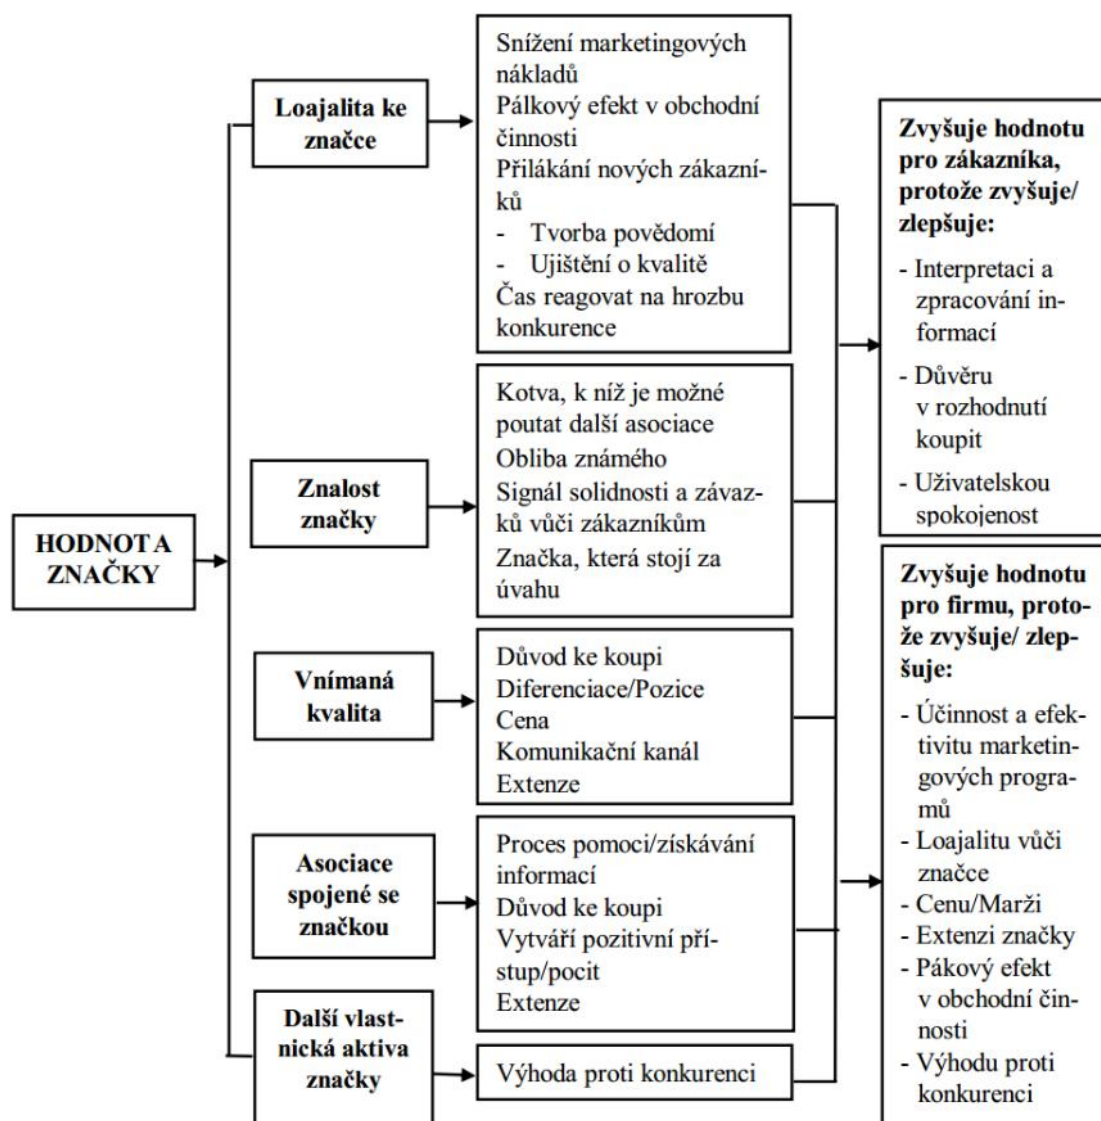 HODNOTA
ZNAČKY
Loajalita ke
značce
Snížení marketingových
nákladů
Pálkový efekt v obchodní
činnosti
Přilákání nových zákazní-
ků
- Tvorba povědomí
- Ujištění o kvalitě
Čas reagovat na hrozbu
konkurence
Znalost
značky
Kotva, k níž je možné
poutat další asociace
Obliba známého
Signál solidnosti a závaz-
ků vůči zákazníkům
Značka, která stojí za
úvahu
Vnímaná
kvalita
Důvod ke koupi
Diferenciace/Pozice
Cena
Komunikační kanál
Extenze
Asociace
spojené se
značkou
Proces pomoci/získávání
informací
Důvod ke koupi
Vytváří pozitivní pří-
stup/pocit
Extenze
Další vlast-
nická aktiva
značky
Výhoda proti konkurenci
Zvyšuje hodnotu
pro zákazníka,
protože zvyšuje/
zlepšuje:
- Interpretaci a
zpracování in-
formací
- Důvěru
v rozhodnutí
koupit
- Uživatelskou
spokojenost
Zvyšuje hodnotu
pro firmu, proto-
že zvyšuje/ zlep-
šuje:
- Účinnost a efek-
tivitu marketin-
gových progra-
mů
- Loajalitu vůči
značce
- Cenu/Marži
- Extenzi značky
- Pákový efekt
v obchodní čin-
nosti
- Výhodu proti
konkurenci